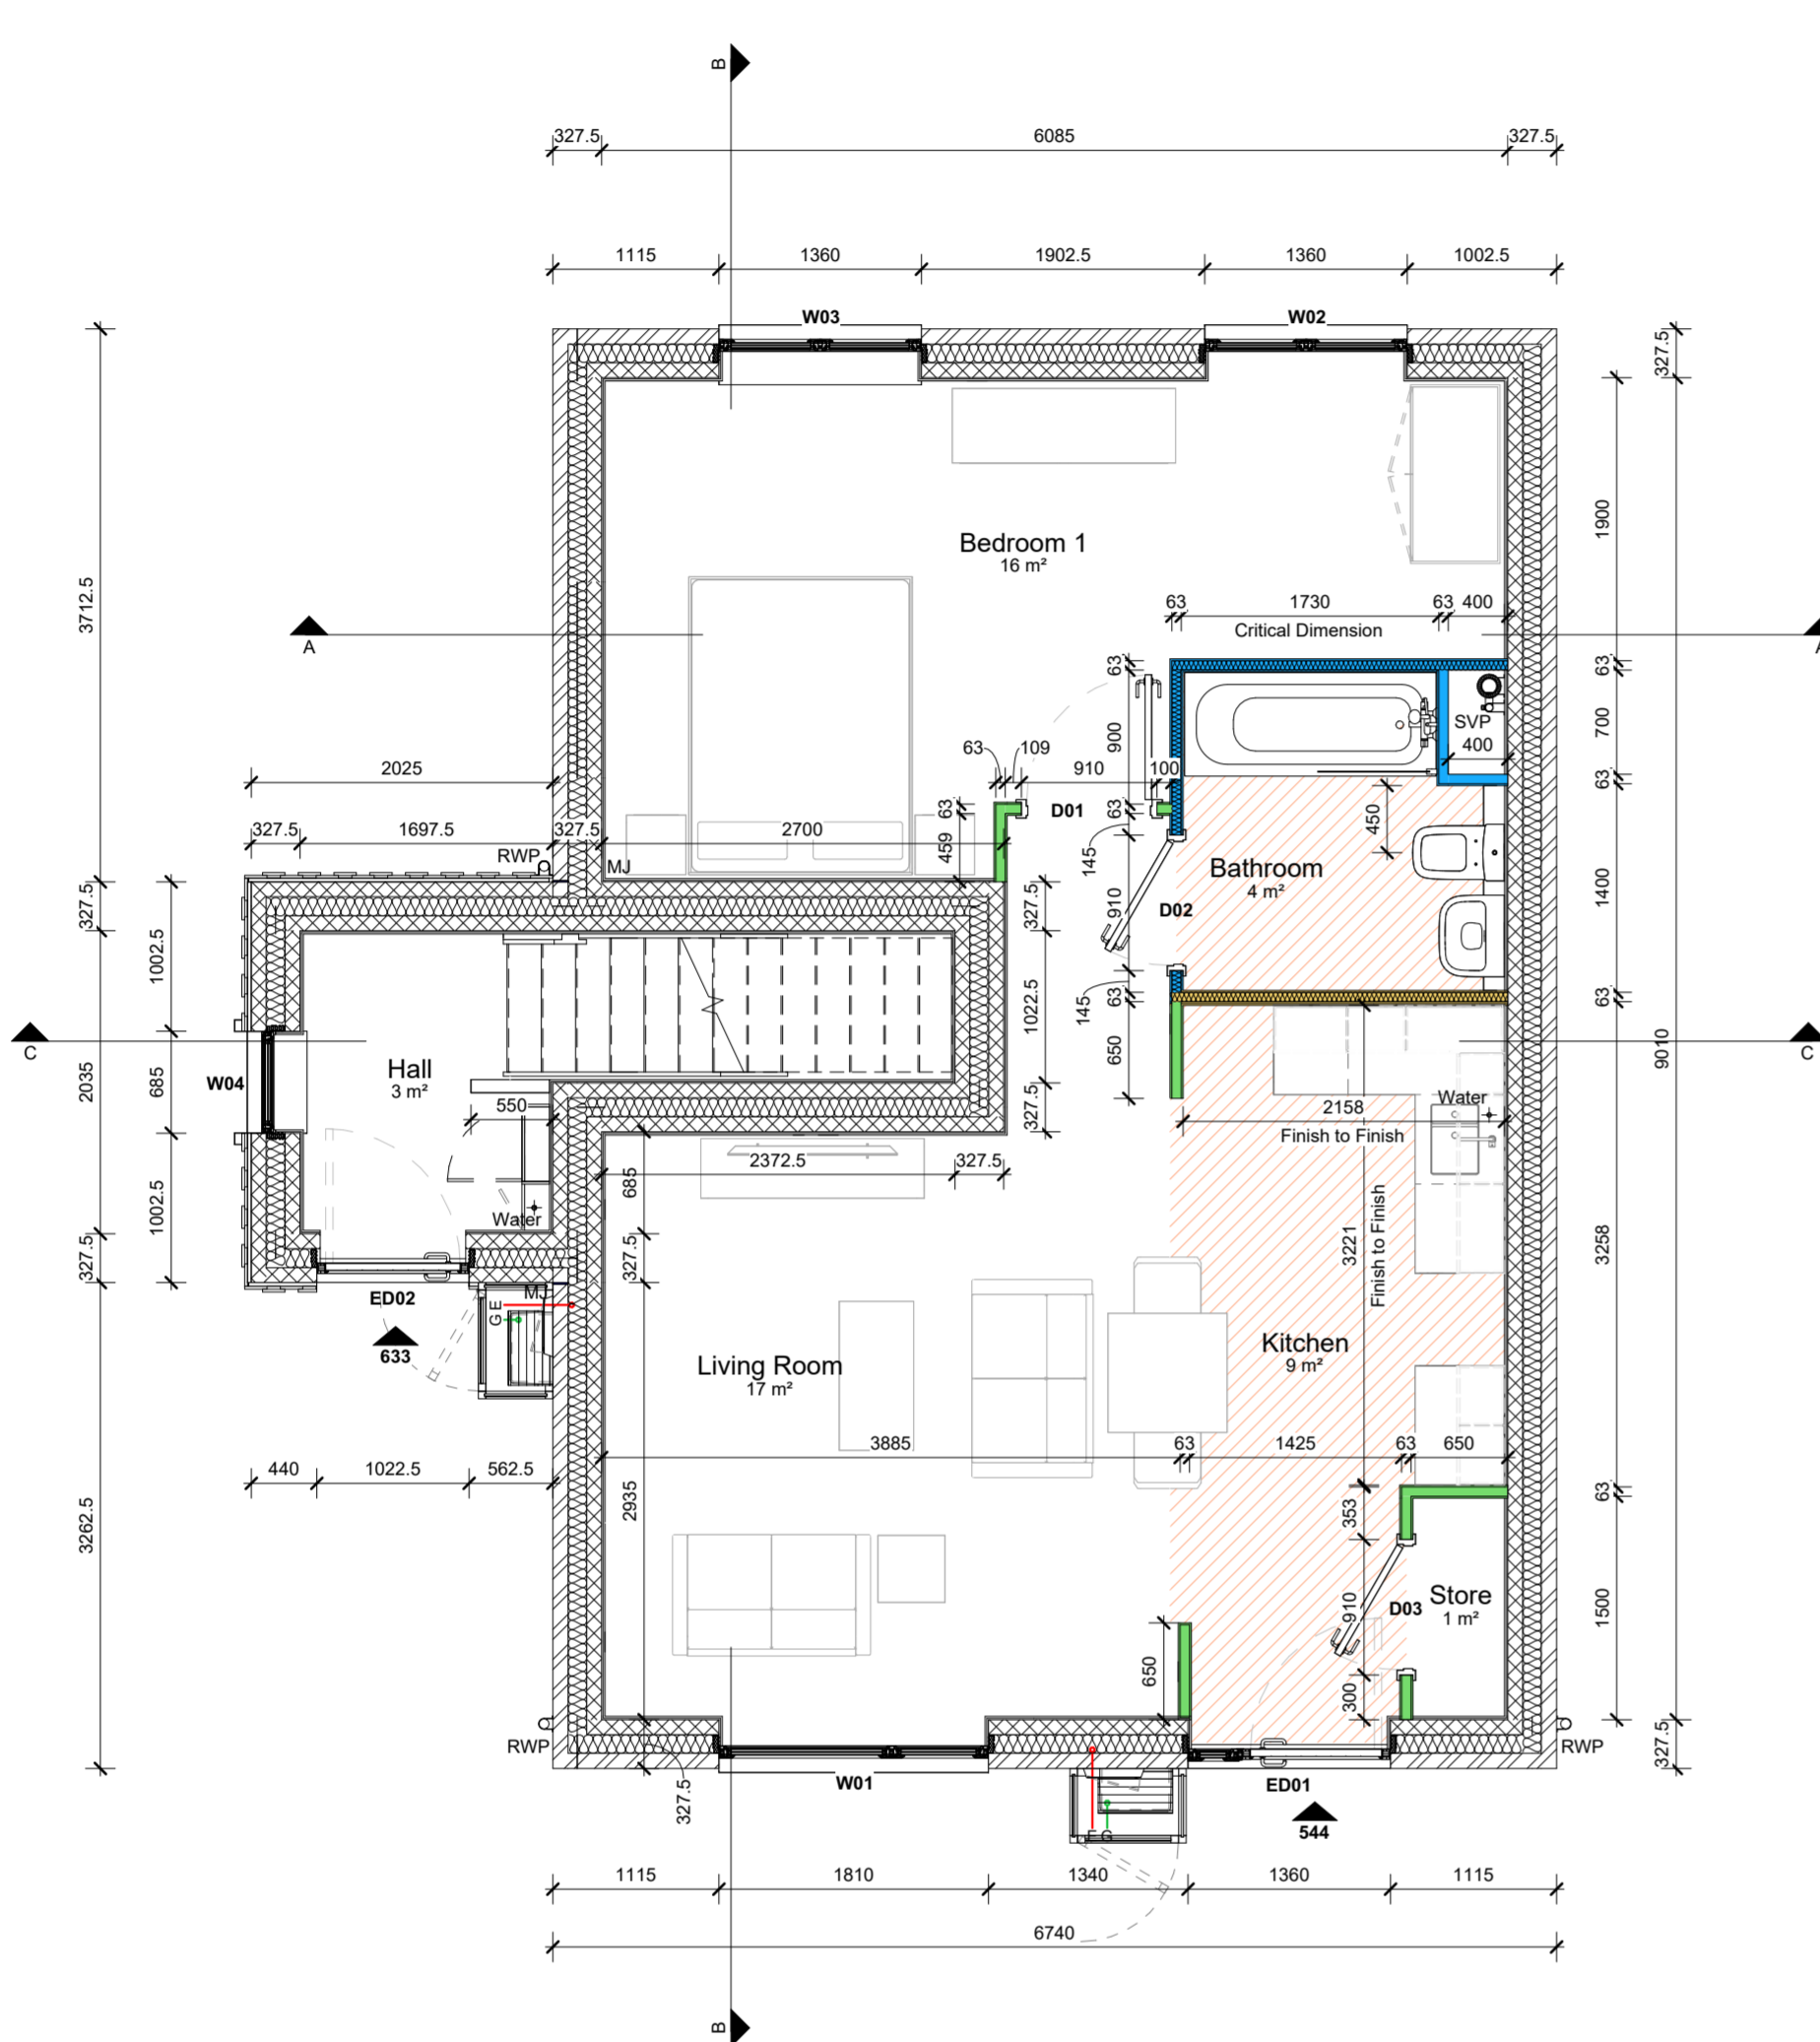 B
327.5 6085 327.5
1115 1360 1902.5 1360 1002.5
W03 W02
327.5
3712.5
1900
Bedroom 1
16 m²
A A
63 1730 63 400
Critical Dimension
63 63
SVP
400
700
900
63 109 910 100
2025
63 D01 63 63
327.5 1697.5 327.5 2700
459
145
450
RWP MJ
Bathroom
4 m²
1400
D02
910
327.5 327.5
1002.5
1022.5
145 63 63
650
C C
9010
Hall
3 m²
W04
2035
685
550
327.5
2158
Finish to Finish
Water
2372.5 327.5
685
1002.5
Water
327.5 327.5
3221
Finish to Finish
3258
ED02
MJ
G E
633
Kitchen
9 m²
Living Room
17 m²
3885 63 1425 63 650
440 1022.5 562.5
3262.5
2935
353
63
Store
1 m²
D03
910
1500
650
300
RWP RWP
327.5
W01 ED01
327.5
544
E G
1115 1810 1340 1360 1115
6740
B